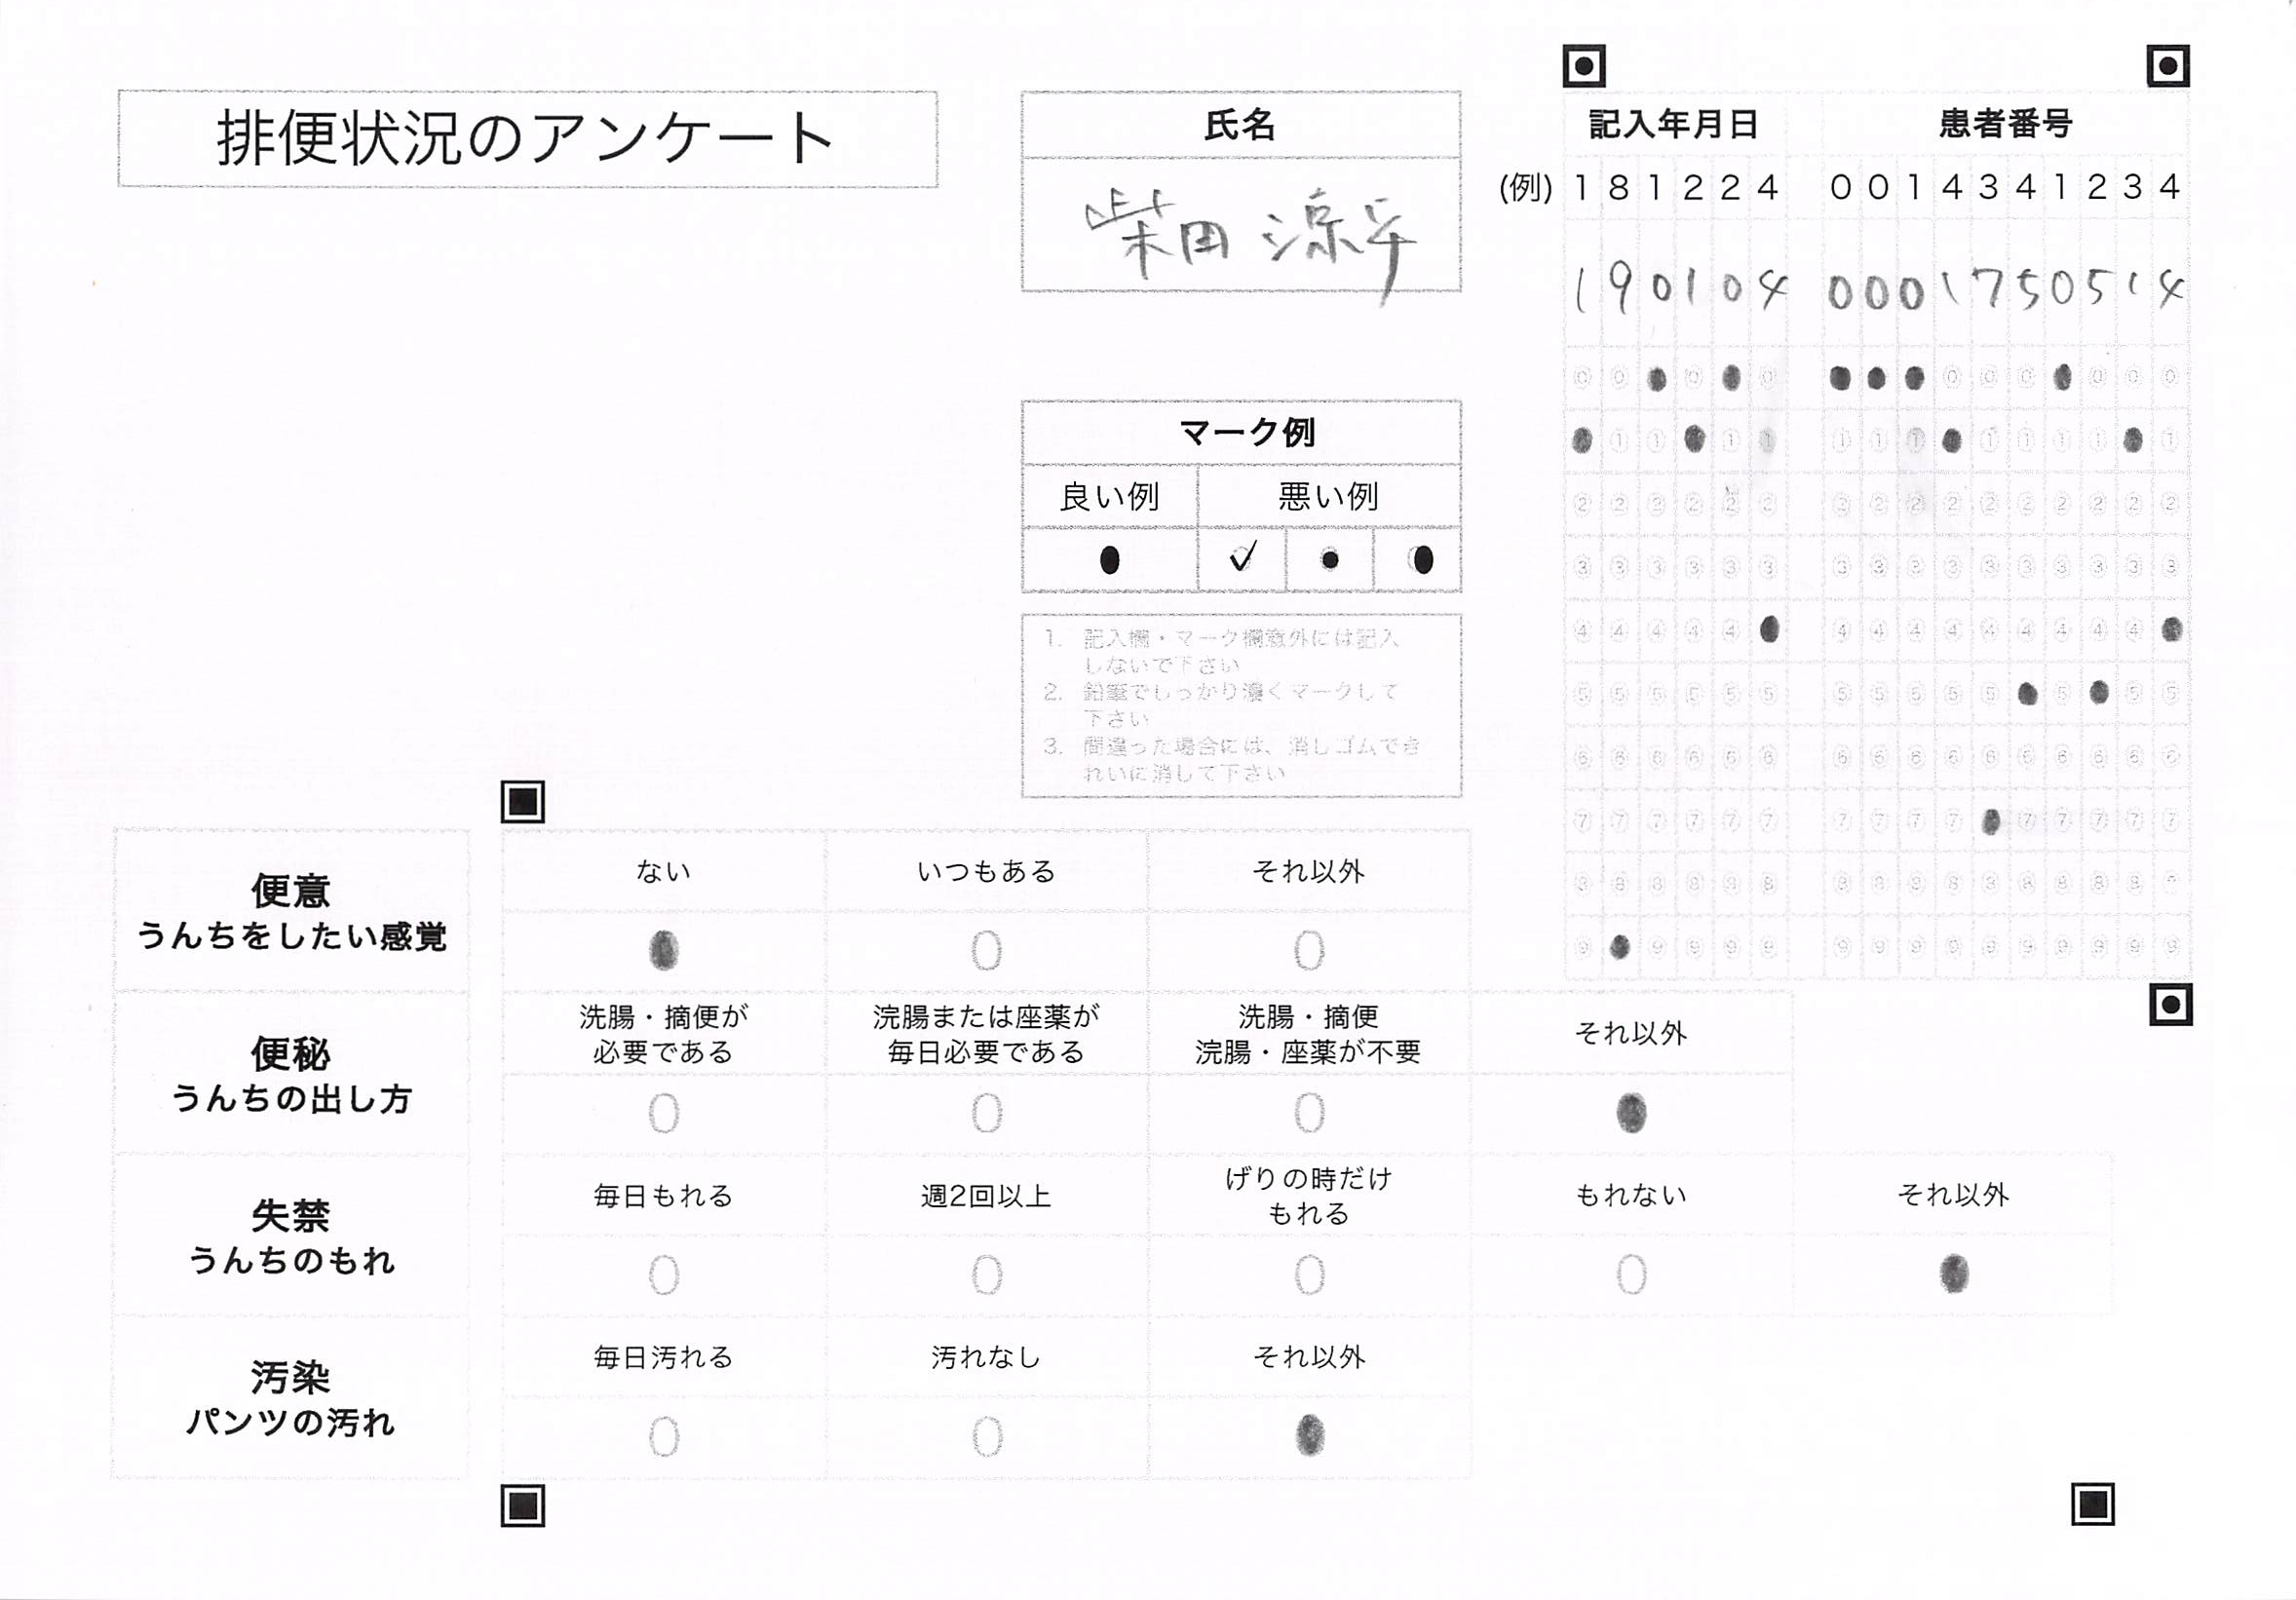 排便状況のアンケート
氏名
柴田 涼平
記入年月日 患者番号
(例) 1 8 1 2 2 4 0 0 1 4 3 4 1 2 3 4
1 9 0 1 0 4 0 0 0 1 7 5 0 5 1 4
マーク例
良い例 悪い例
1. 記入欄・マーク欄意外には記入
しないで下さい
2. 鉛筆でしっかり濃くマークして
下さい
3. 間違った場合には、消しゴムでき
れいに消して下さい
便意
うんちをしたい感覚
ない いつもある それ以外
便秘
うんちの出し方
洗腸・摘便が
必要である
浣腸または座薬が
毎日必要である
洗腸・摘便
浣腸・座薬が不要
それ以外
失禁
うんちのもれ
毎日もれる
週2回以上
げりの時だけ
もれる
もれない
それ以外
汚染
パンツの汚れ
毎日汚れる 汚れなし それ以外